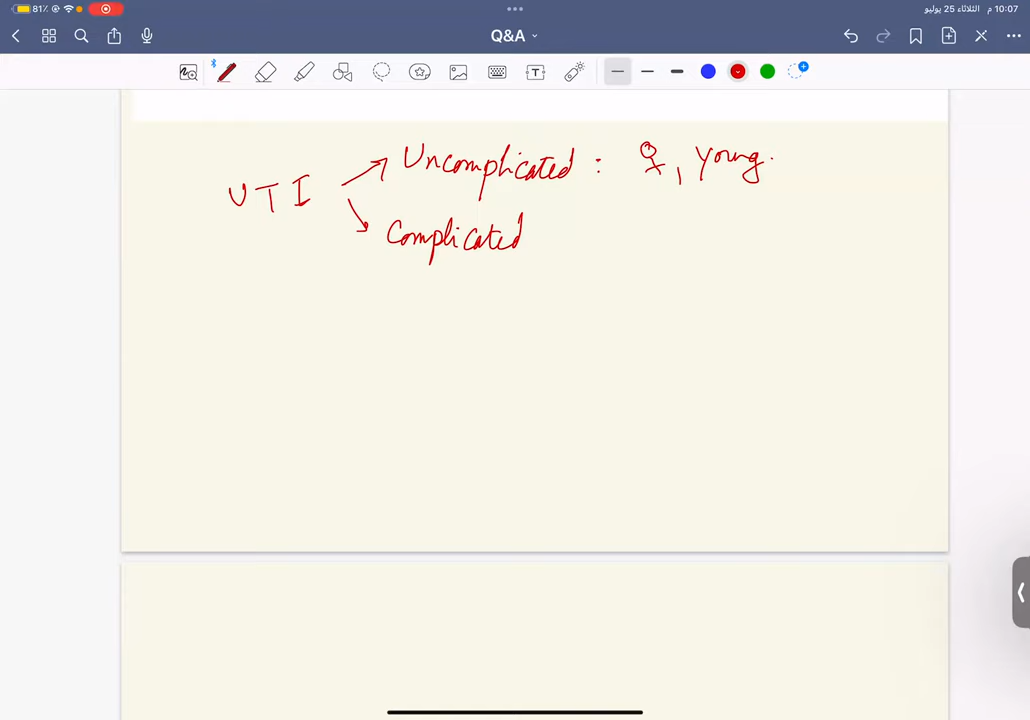 81٪ 10:07 م الثلاثاء 25 يوليو
Q&A
T
UTI Uncomplicated : ♀, Young.
Complicated